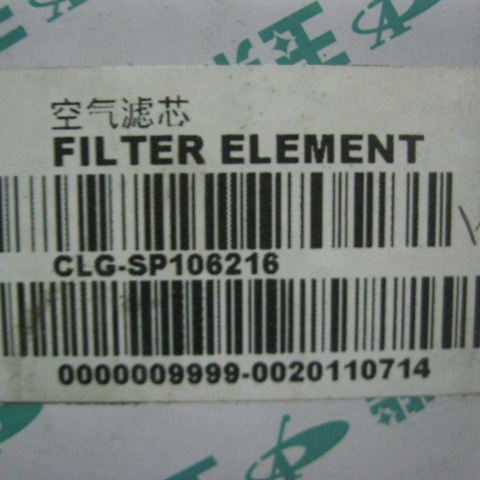 空气滤芯
FILTER ELEMENT
CLG-SP106216
0000009999-0020110714